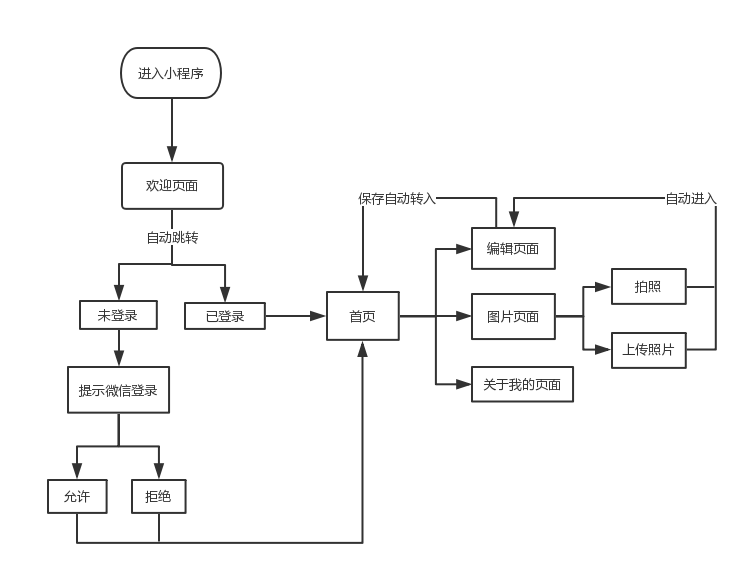 进入小程序
欢迎页面
自动跳转
未登录
已登录
提示微信登录
允许
拒绝
首页
保存自动转入
自动进入
编辑页面
图片页面
关于我的页面
拍照
上传照片